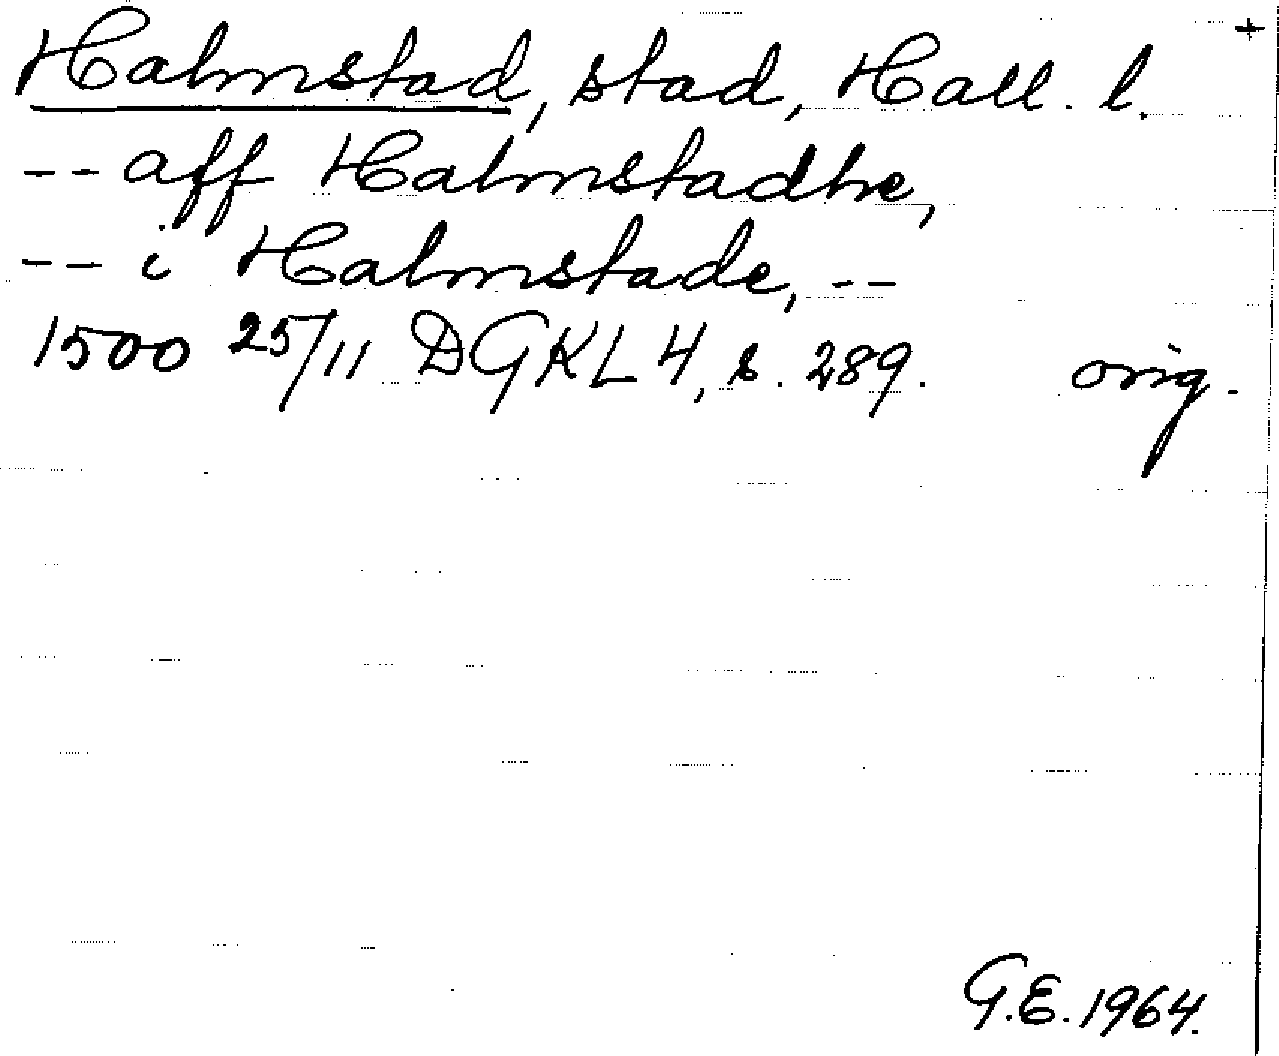 +
Halmstad, stad, Hall. l.
-- aff Halmstadhe,
-- i Halmstade, --
1500 25/11 DGKL 4, s. 289. orig.
G.E. 1964.